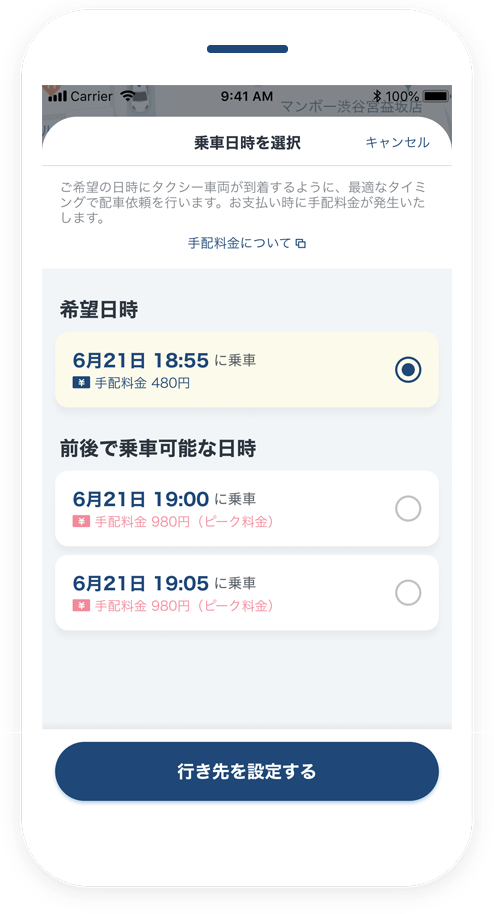 Carrier
9:41 AM
100%
マンボー渋谷宮益坂店
乗車日時を選択
キャンセル
ご希望の日時にタクシー車両が到着するように、最適なタイミ
ングで配車依頼を行います。お支払い時に手配料金が発生いた
します。
手配料金について
希望日時
6月21日 18:55 に乗車
¥ 手配料金 480円
前後で乗車可能な日時
6月21日 19:00 に乗車
¥ 手配料金 980円（ピーク料金）
6月21日 19:05 に乗車
¥ 手配料金 980円（ピーク料金）
行き先を設定する